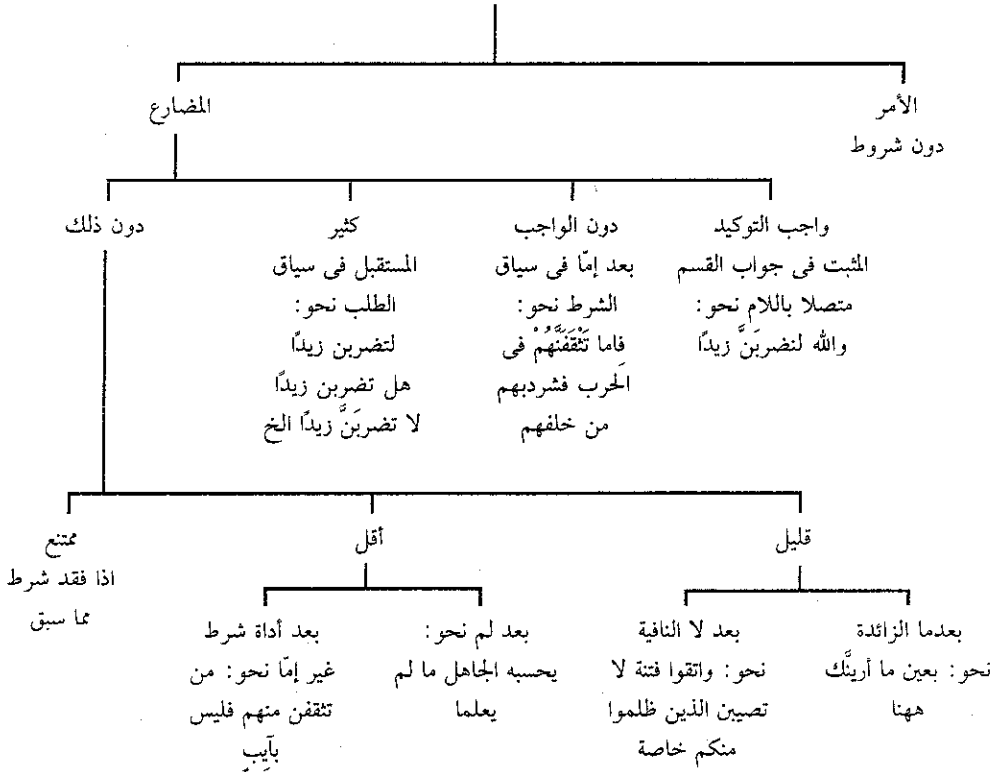 الأمر
دون شروط
المضارع
واجب التوكيد
المثبت فى جواب القسم
متصلا باللام نحو:
والله لنضربَنَّ زيدًا
دون الواجب
بعد إمّا فى سياق
الشرط نحو:
فاما تَثْقَفَنَّهُمْ فى
الحرب فشردبهم
من خلفهم
كثير
المستقبل فى سياق
الطلب نحو:
لتضربن زيدًا
هل تضربن زيدًا
لا تضربَنَّ زيدًا الخ
دون ذلك
قليل
بعدما الزائدة
نحو: بعين ما أرينَّك
ههنا
بعد لا النافية
نحو: واتقوا فتنة لا
تصيبن الذين ظلموا
منكم خاصة
أقل
بعد لم نحو:
يحسبه الجاهل ما لم
يعلما
بعد أداة شرط
غير إمّا نحو: من
تثقفن منهم فليس
بآيبِ
ممتنع
اذا فقد شرط
مما سبق